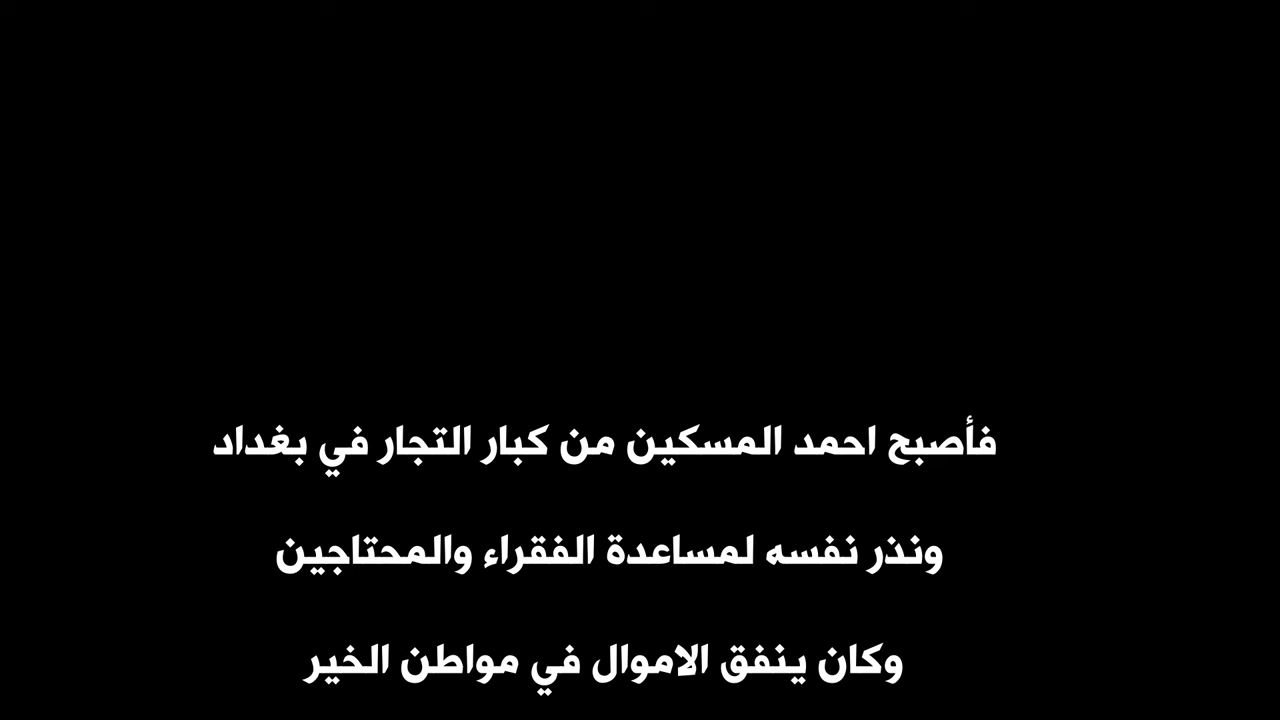 فأصبح احمد المسكين من كبار التجار في بغداد
ونذر نفسه لمساعدة الفقراء والمحتاجين
وكان ينفق الاموال في مواطن الخير